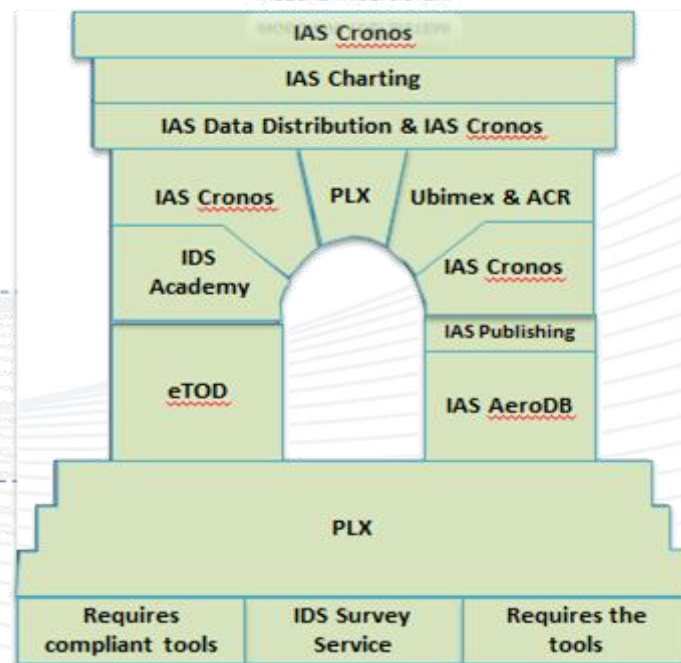 IAS Cronos
IAS Charting
IAS Data Distribution & IAS Cronos
IAS Cronos
PLX
Ubimex & ACR
IDS
Academy
IAS Cronos
IAS Publishing
eTOD
IAS AeroDB
PLX
Requires
compliant tools
IDS Survey
Service
Requires the
tools